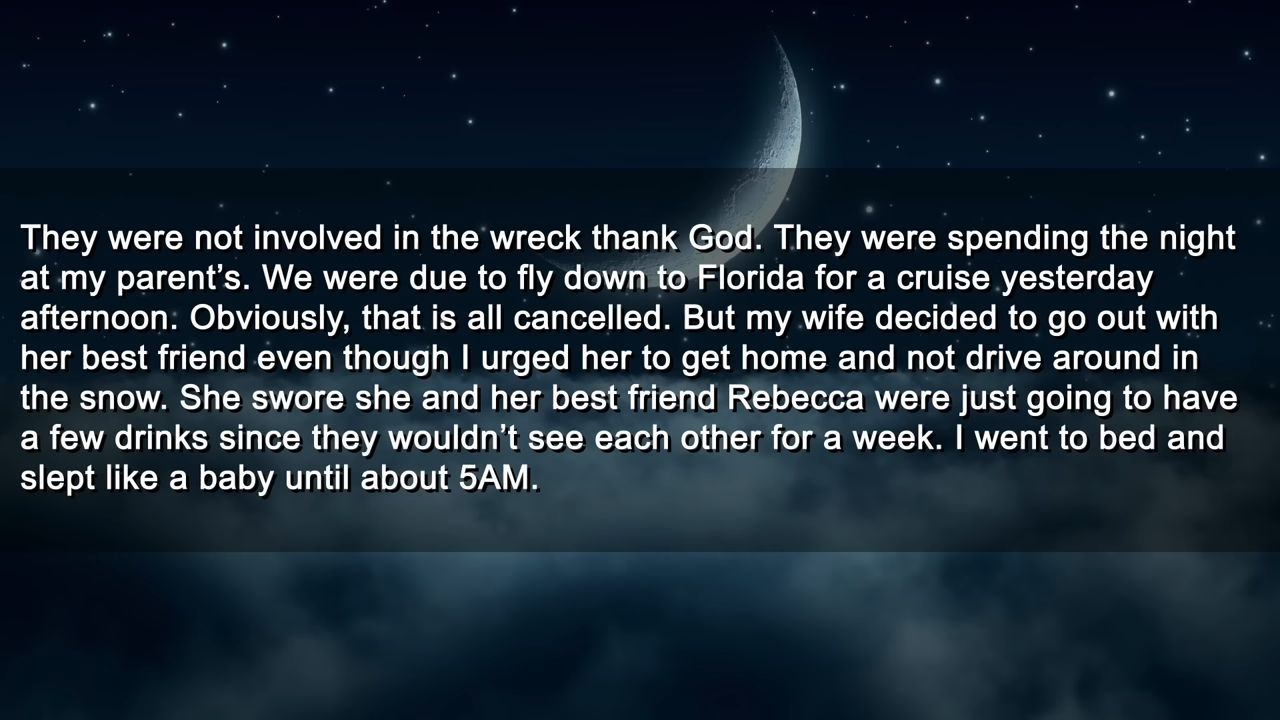 They were not involved in the wreck thank God. They were spending the night
at my parent’s. We were due to fly down to Florida for a cruise yesterday
afternoon. Obviously, that is all cancelled. But my wife decided to go out with
her best friend even though I urged her to get home and not drive around in
the snow. She swore she and her best friend Rebecca were just going to have
a few drinks since they wouldn’t see each other for a week. I went to bed and
slept like a baby until about 5AM.